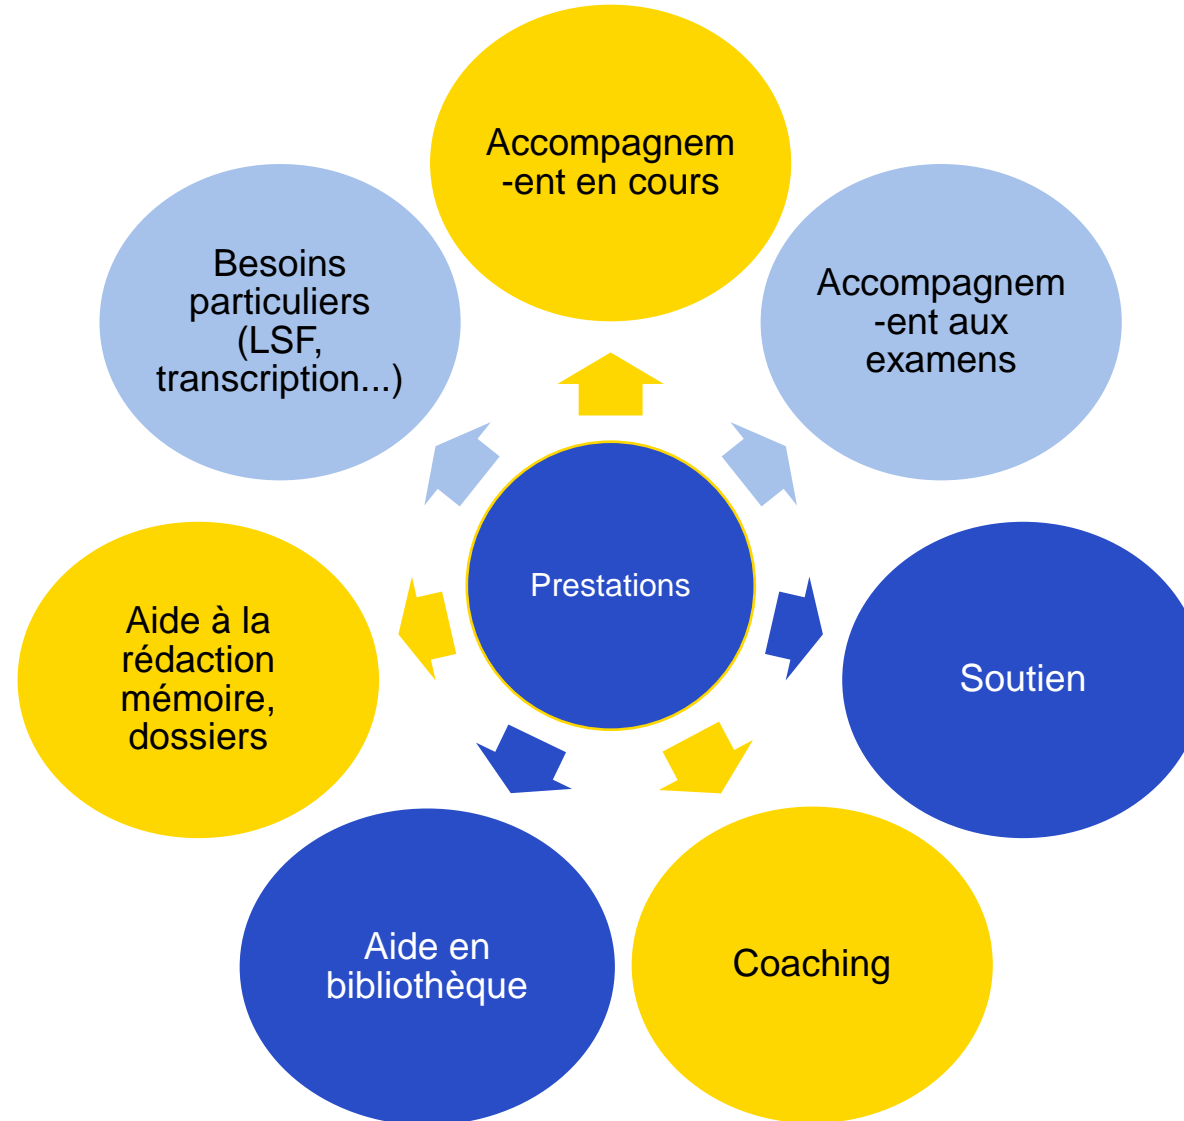 Accompagnem
-ent en cours
Accompagnem
-ent aux
examens
Soutien
Coaching
Aide en
bibliothèque
Aide à la
rédaction
mémoire,
dossiers
Besoins
particuliers
(LSF,
transcription...)
Prestations